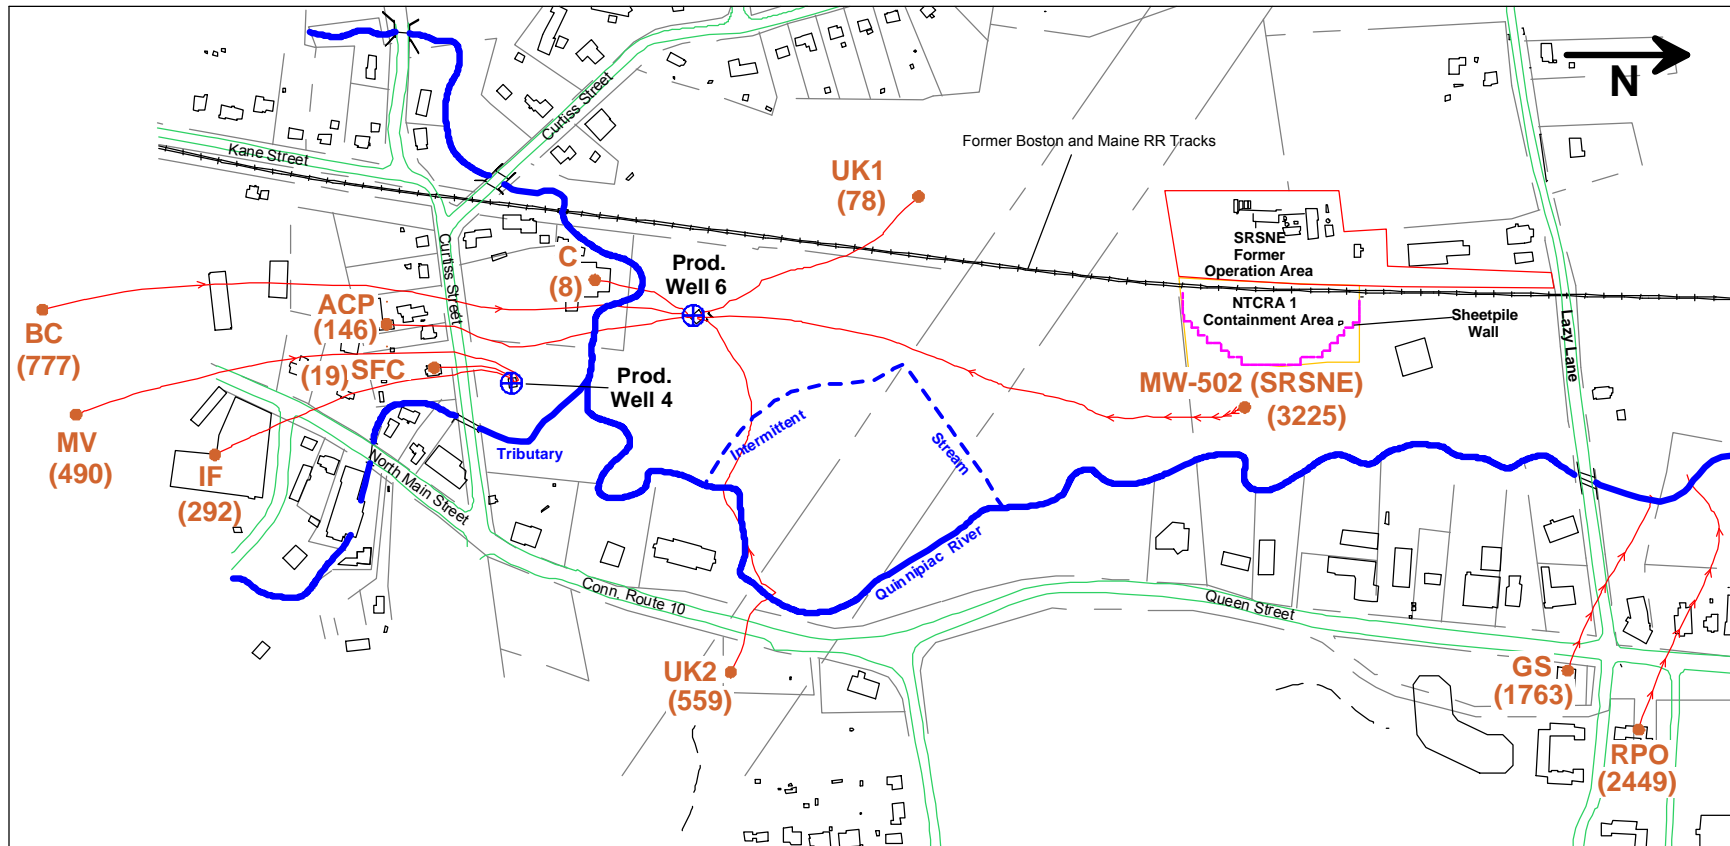 N
Curtiss Street
Former Boston and Maine RR Tracks
Kane Street
UK1
(78)
SRSNE
Former
Operation Area
Curtiss Street
C
(8)
Prod.
Well 6
ACP
(146)
BC
(777)
NTCRA 1
Containment Area
Sheetpile
Wall
Lazy Lane
(19) SFC
Prod.
Well 4
MW-502 (SRSNE)
(3225)
MV
(490)
IF
(292)
North Main Street
Tributary
Intermittent
Stream
Quinnipiac River
Conn. Route 10
Queen Street
UK2
(559)
GS
(1763)
RPO
(2449)